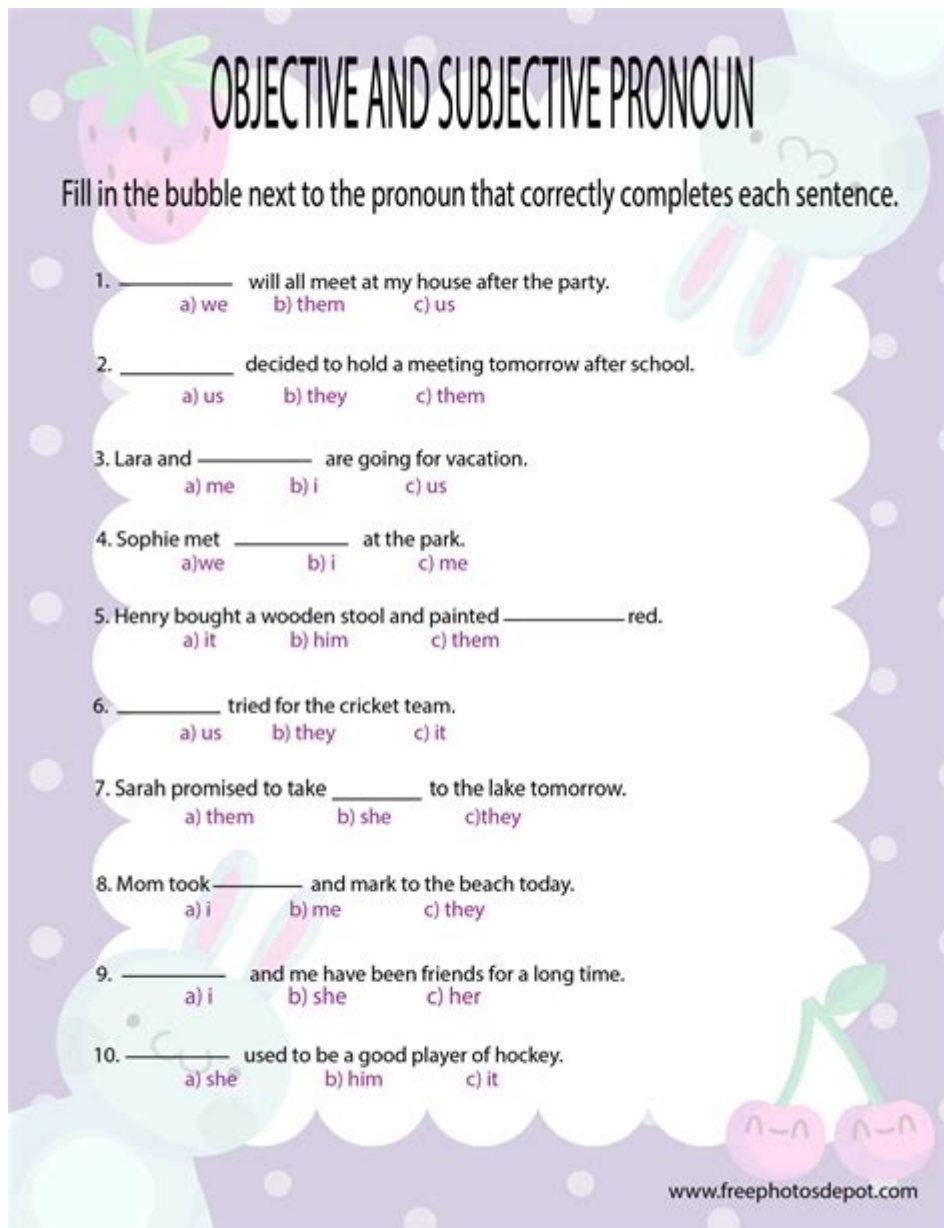 OBJECTIVE AND SUBJECTIVE PRONOUN
Fill in the bubble next to the pronoun that correctly completes each sentence.
1. __________ will all meet at my house after the party.
a) we b) them c) us
2. __________ decided to hold a meeting tomorrow after school.
a) us b) they c) them
3. Lara and __________ are going for vacation.
a) me b) i c) us
4. Sophie met __________ at the park.
a)we b) i c) me
5. Henry bought a wooden stool and painted __________ red.
a) it b) him c) them
6. __________ tried for the cricket team.
a) us b) they c) it
7. Sarah promised to take ________ to the lake tomorrow.
a) them b) she c)they
8. Mom took ________ and mark to the beach today.
a) i b) me c) they
9. __________ and me have been friends for a long time.
a) i b) she c) her
10. __________ used to be a good player of hockey.
a) she b) him c) it
www.freephotosdepot.com